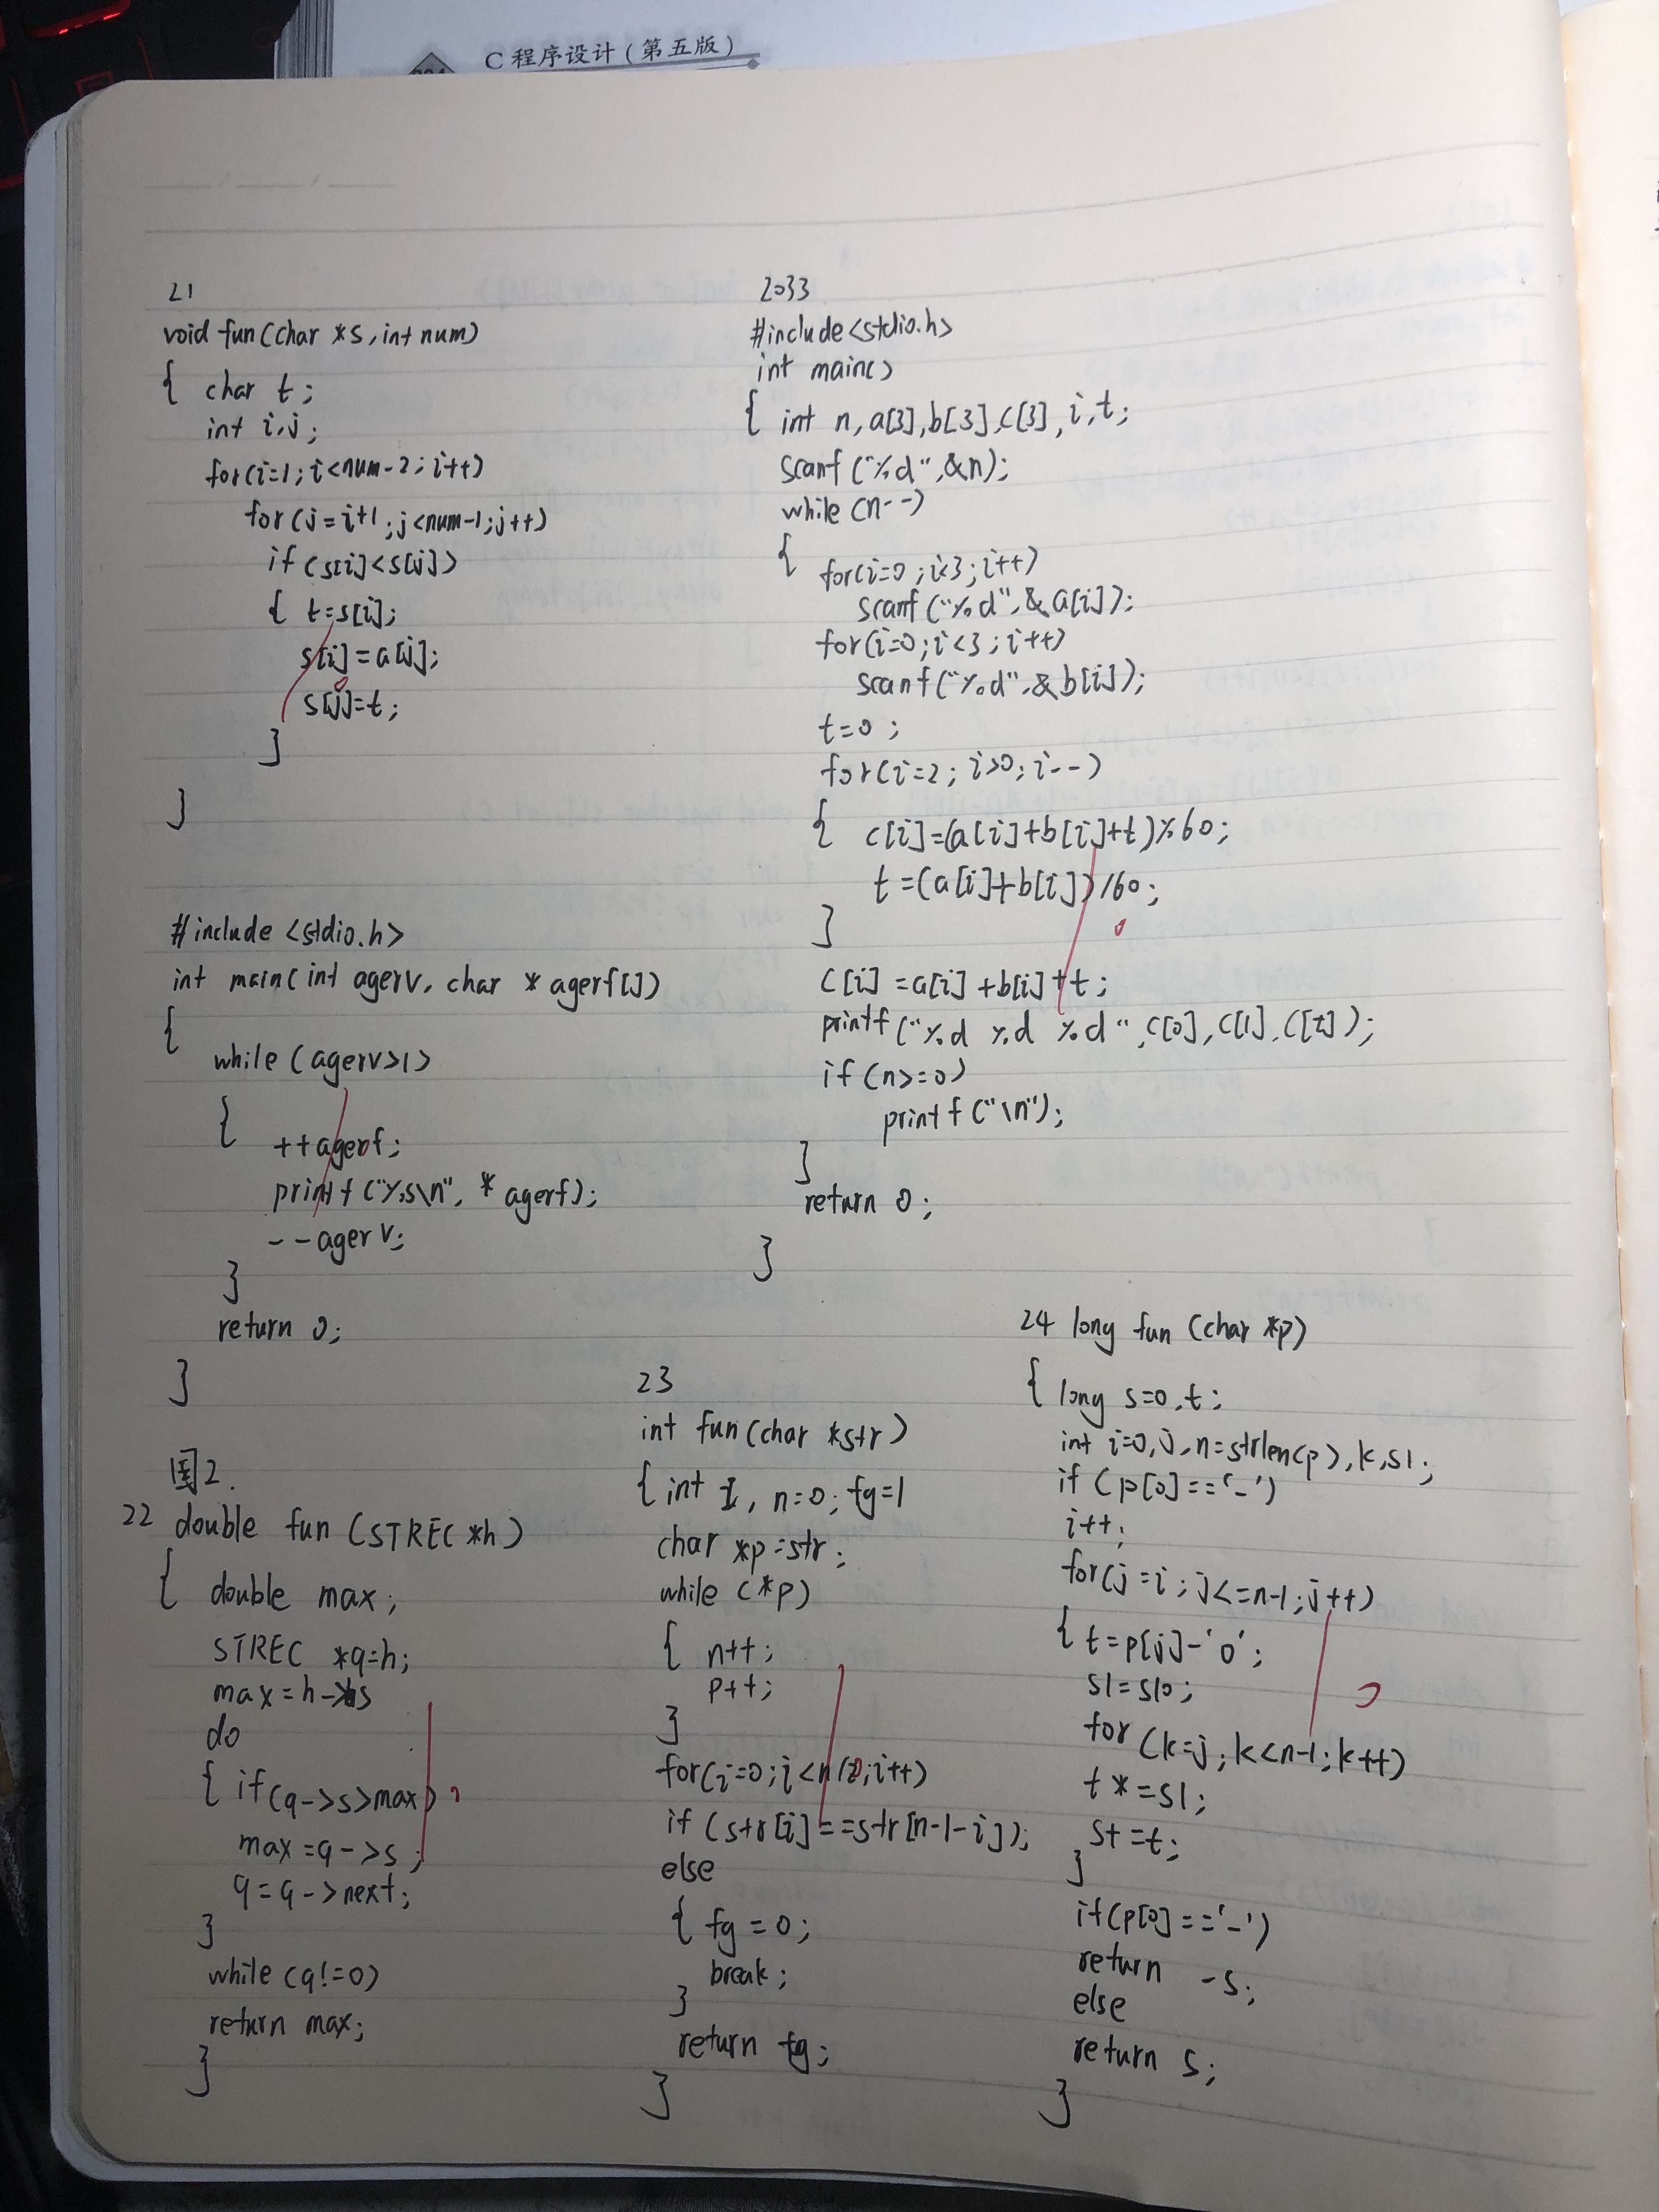 C 程序设计(第五版)
21
void fun(char *s,int num)
{ char t;
int i,j;
for(i=1;i<num-2;i++)
for(j=i+1;j<num-1;j++)
if(s[i]<s[j])
{ t=s[i];
s[i]=a[j];
s[j]=t;
}
}
#include <stdio.h>
int main(int agerv, char * agerf[])
{
while (agerv>1)
{
++agerf;
printf("%s\n", * agerf);
--agerv;
}
return 0;
}
2033
#include<stdio.h>
int main()
{ int n,a[3],b[3],c[3],i,t;
scanf("%d",&n);
while(n--)
{
for(i=0;i<3;i++)
scanf("%d",&a[i]);
for(i=0;i<3;i++)
scanf("%d",&b[i]);
t=0;
for(i=2;i>0;i--)
{ c[i]=(a[i]+b[i]+t)%60;
t=(a[i]+b[i])/60;
}
c[i]=a[i]+b[i]+t;
printf("%d %d %d",c[0],c[1],c[t]);
if(n>=0)
printf("\n");
}
return 0;
}
图2.
22 double fun (STREC *h)
{ double max;
STREC *q=h;
max=h->s
do
{ if(q->s>max)
max=q->s;
q=q->next;
}
while(q!=0)
return max;
}
23
int fun(char *str)
{ int I, n=0; fg=1
char *p=str;
while (*p)
{ n++;
p++;
}
for(i=0;i<n/2;i++)
if(str[i]==str[n-1-i]);
else
{ fg=0;
break;
}
return fg;
}
24 long fun (char *p)
{ long s=0,t;
int i=0,j,n=strlen(p),k,s1;
if(p[0]=='-')
i++;
for(j=i;j<=n-1;j++)
{ t=p[j]-'0';
s1=s10;
for(k=j;k<n-1;k++)
t*=s1;
s+=t;
}
if(p[0]=='-')
return -s;
else
return s;
}